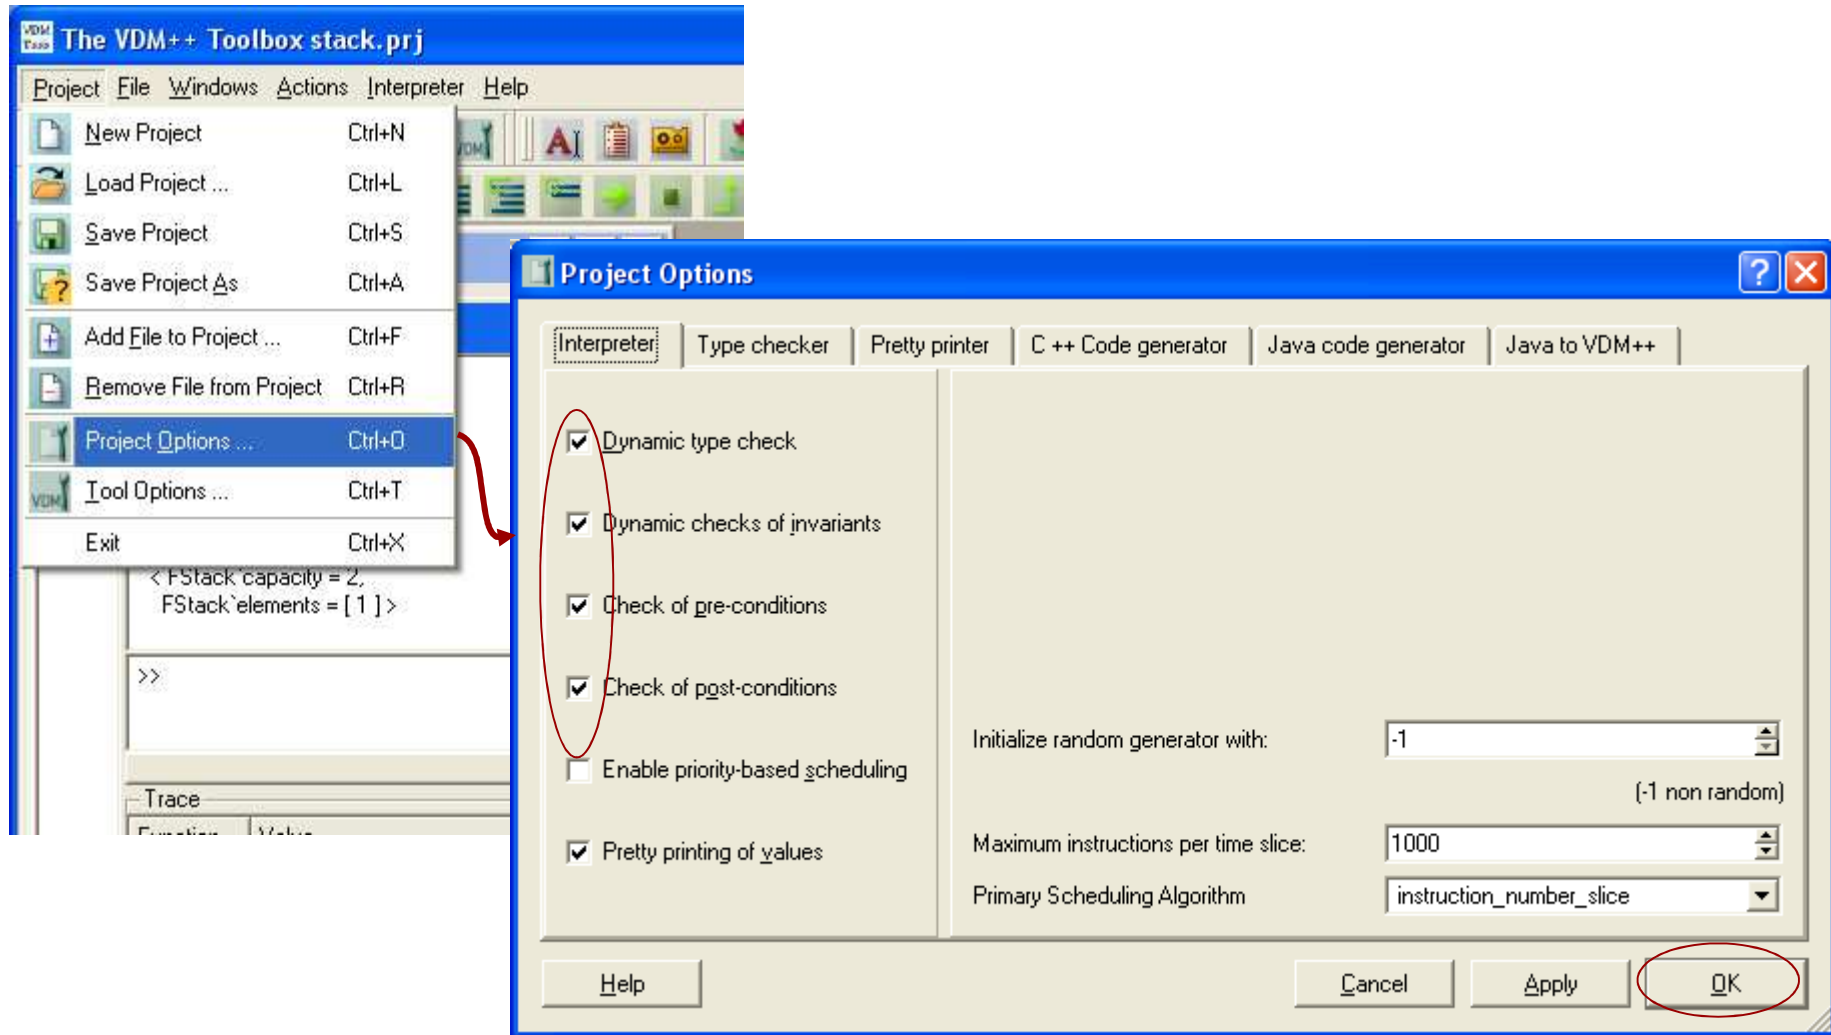 VDM
The VDM++ Toolbox stack.prj
Project File Windows Actions Interpreter Help
New Project Ctrl+N
Load Project ... Ctrl+L
Save Project Ctrl+S
Save Project As Ctrl+A
Add File to Project ... Ctrl+F
Remove File from Project Ctrl+R
Project Options ... Ctrl+O
Tool Options ... Ctrl+T
Exit Ctrl+X
VDM
VDM
< FStack`capacity = 2,
FStack`elements = [ 1 ] >
>>
Trace
Function Value
Project Options
Interpreter Type checker Pretty printer C ++ Code generator Java code generator Java to VDM++
Dynamic type check
Dynamic checks of invariants
Check of pre-conditions
Check of post-conditions
Enable priority-based scheduling
Pretty printing of values
Initialize random generator with: -1
(-1 non random)
Maximum instructions per time slice: 1000
Primary Scheduling Algorithm instruction_number_slice
Help Cancel Apply OK